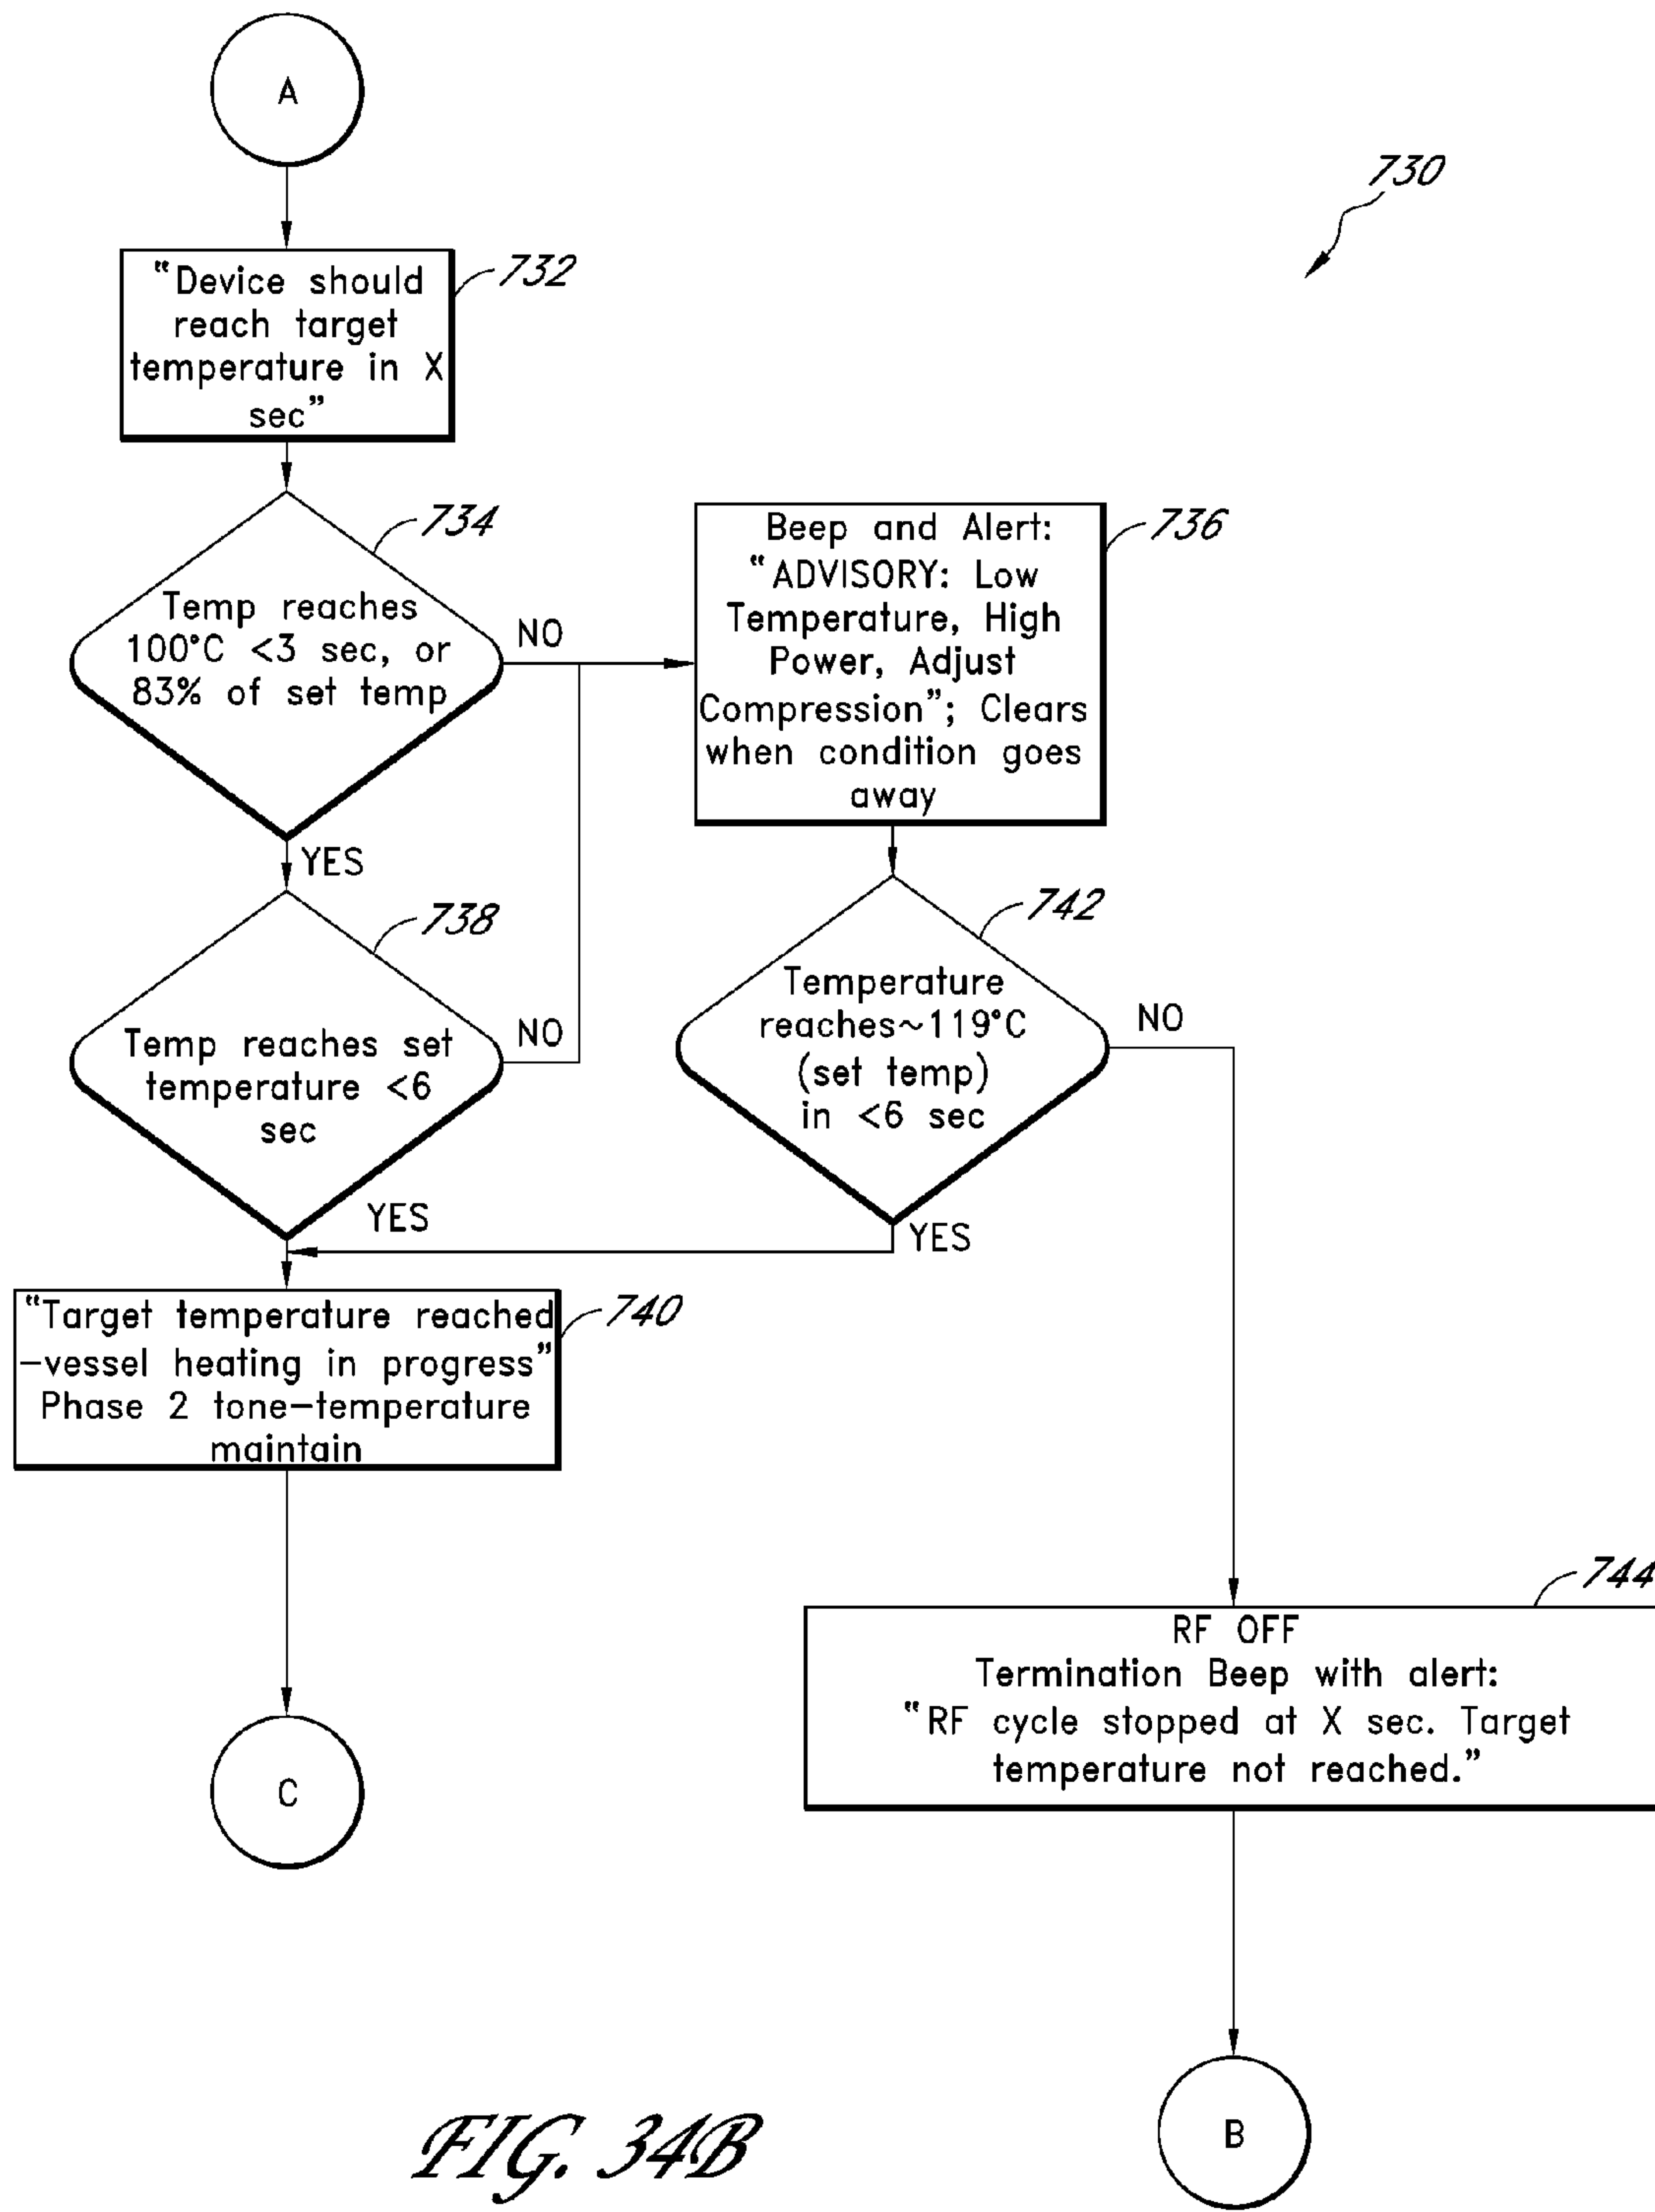 A
730
"Device should
reach target
temperature in X
sec"
732
734
Temp reaches
100°C <3 sec, or
83% of set temp
NO
YES
Beep and Alert:
"ADVISORY: Low
Temperature, High
Power, Adjust
Compression"; Clears
when condition goes
away
736
738
Temp reaches set
temperature <6
sec
NO
YES
742
Temperature
reaches~119°C
(set temp)
in <6 sec
NO
YES
"Target temperature reached
-vessel heating in progress"
Phase 2 tone-temperature
maintain
740
744
RF OFF
Termination Beep with alert:
"RF cycle stopped at X sec. Target
temperature not reached."
C
B
FIG. 34B